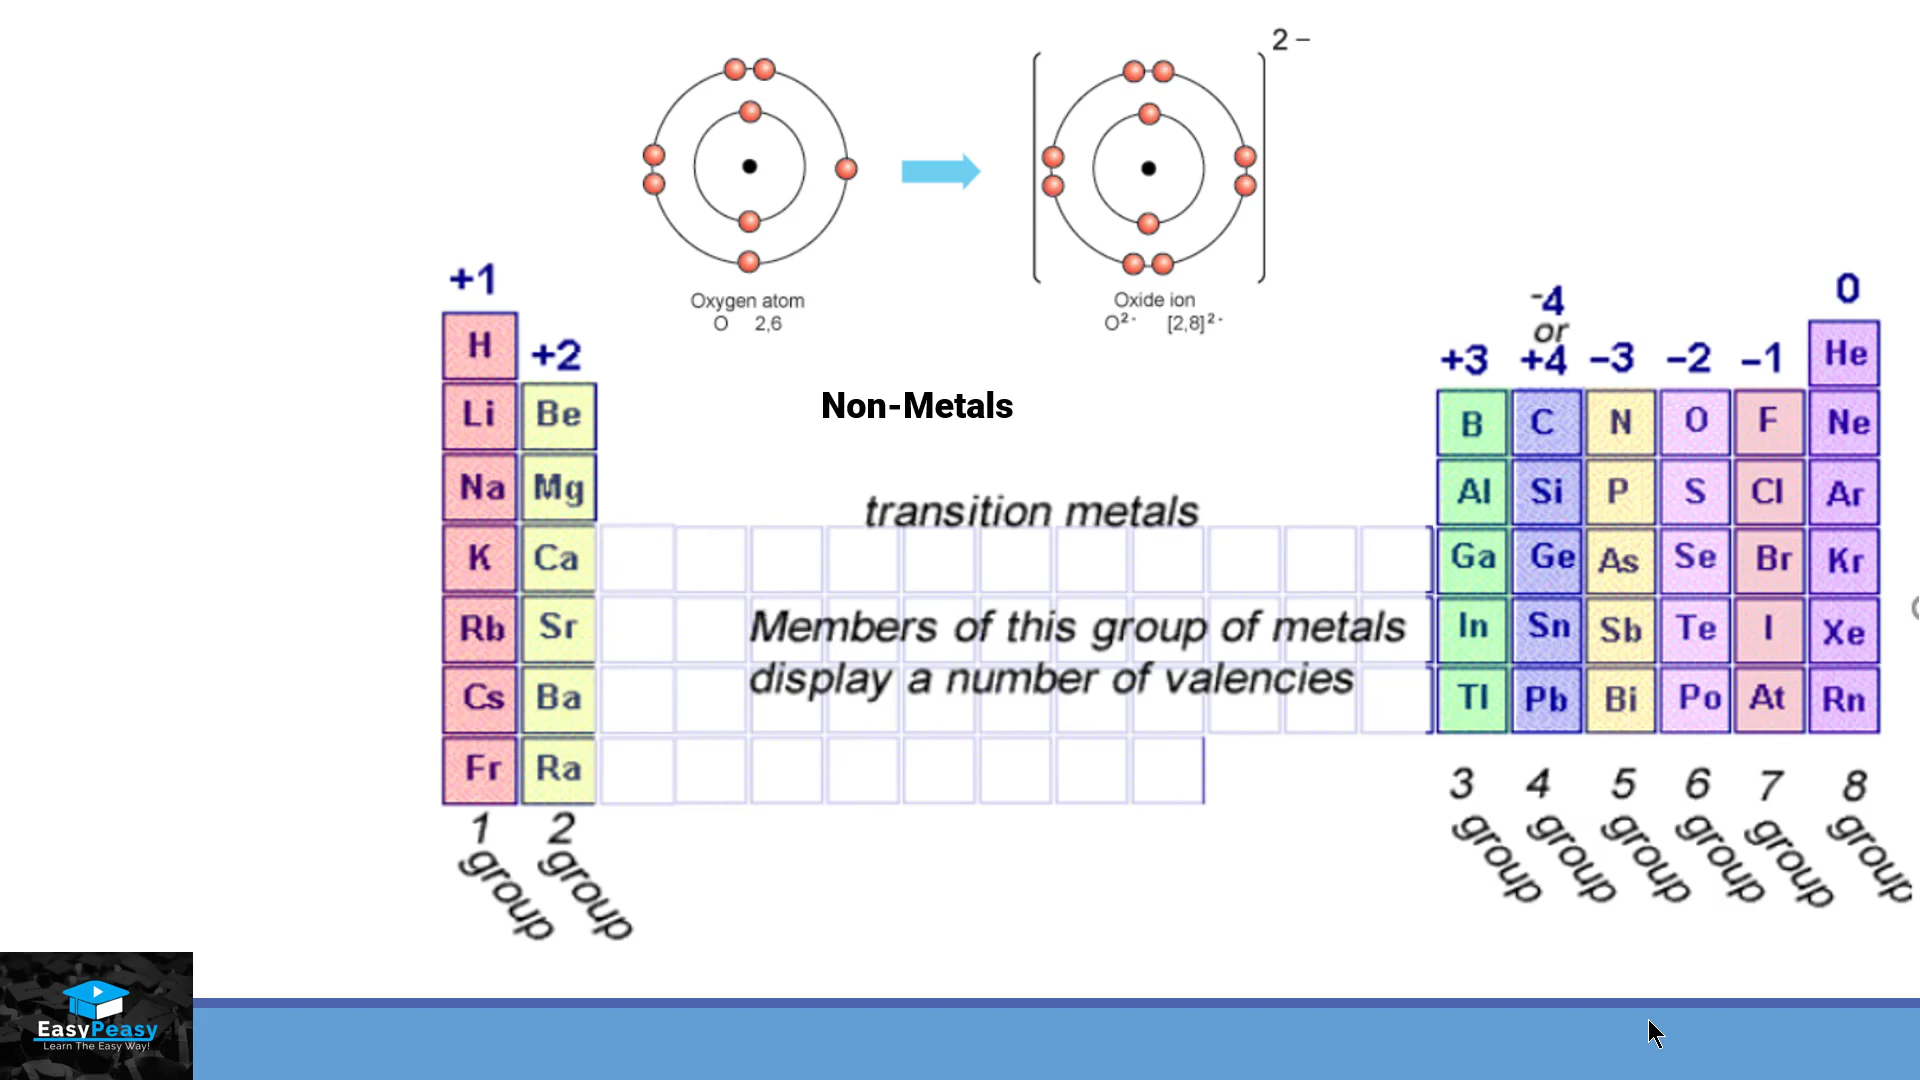 2 –
Oxygen atom
O 2,6
Oxide ion
O²⁻ [2,8]²⁻
+1
+2
Non-Metals
-4
or
+3 +4 –3 –2 –1
0
H He
Li Be B C N O F Ne
Na Mg Al Si P S Cl Ar
transition metals
K Ca Ga Ge As Se Br Kr
Rb Sr In Sn Sb Te I Xe
Members of this group of metals
display a number of valencies
Cs Ba Tl Pb Bi Po At Rn
Fr Ra
1 2 3 4 5 6 7 8
group group group group group group group group
EasyPeasy
Learn The Easy Way!